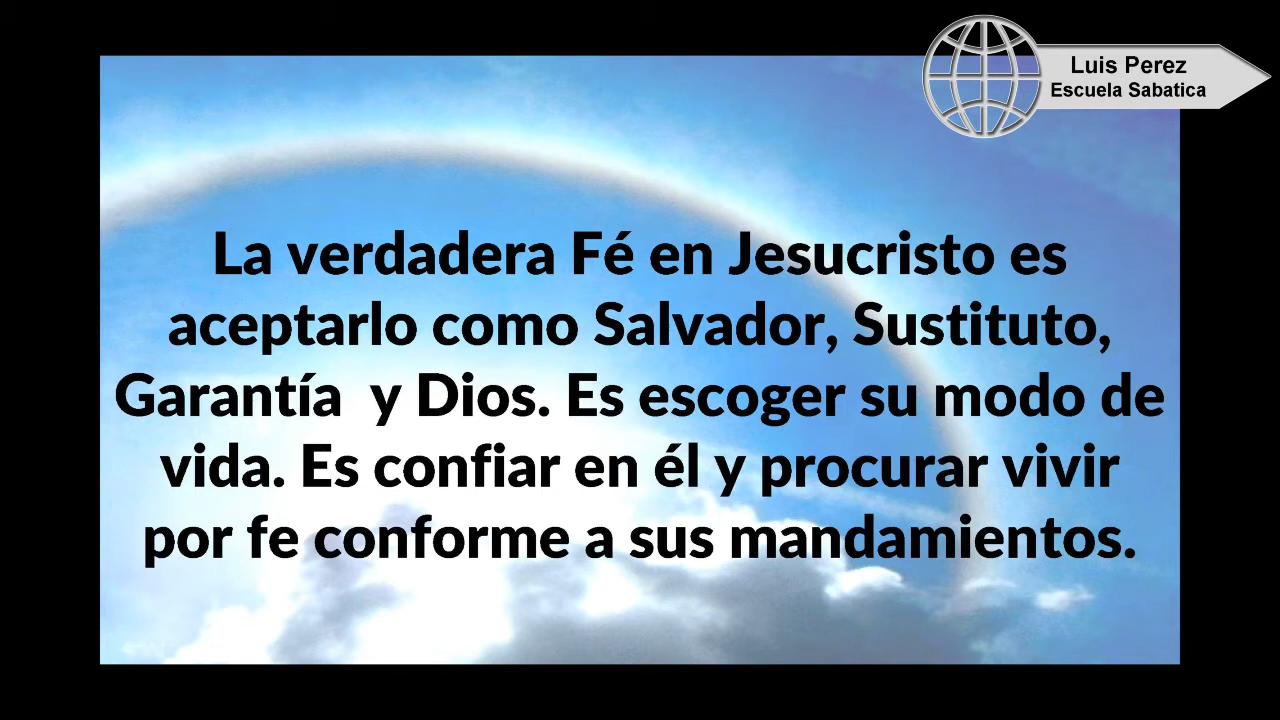 Luis Perez
Escuela Sabatica
La verdadera Fé en Jesucristo es
aceptarlo como Salvador, Sustituto,
Garantía  y Dios. Es escoger su modo de
vida. Es confiar en él y procurar vivir
por fe conforme a sus mandamientos.